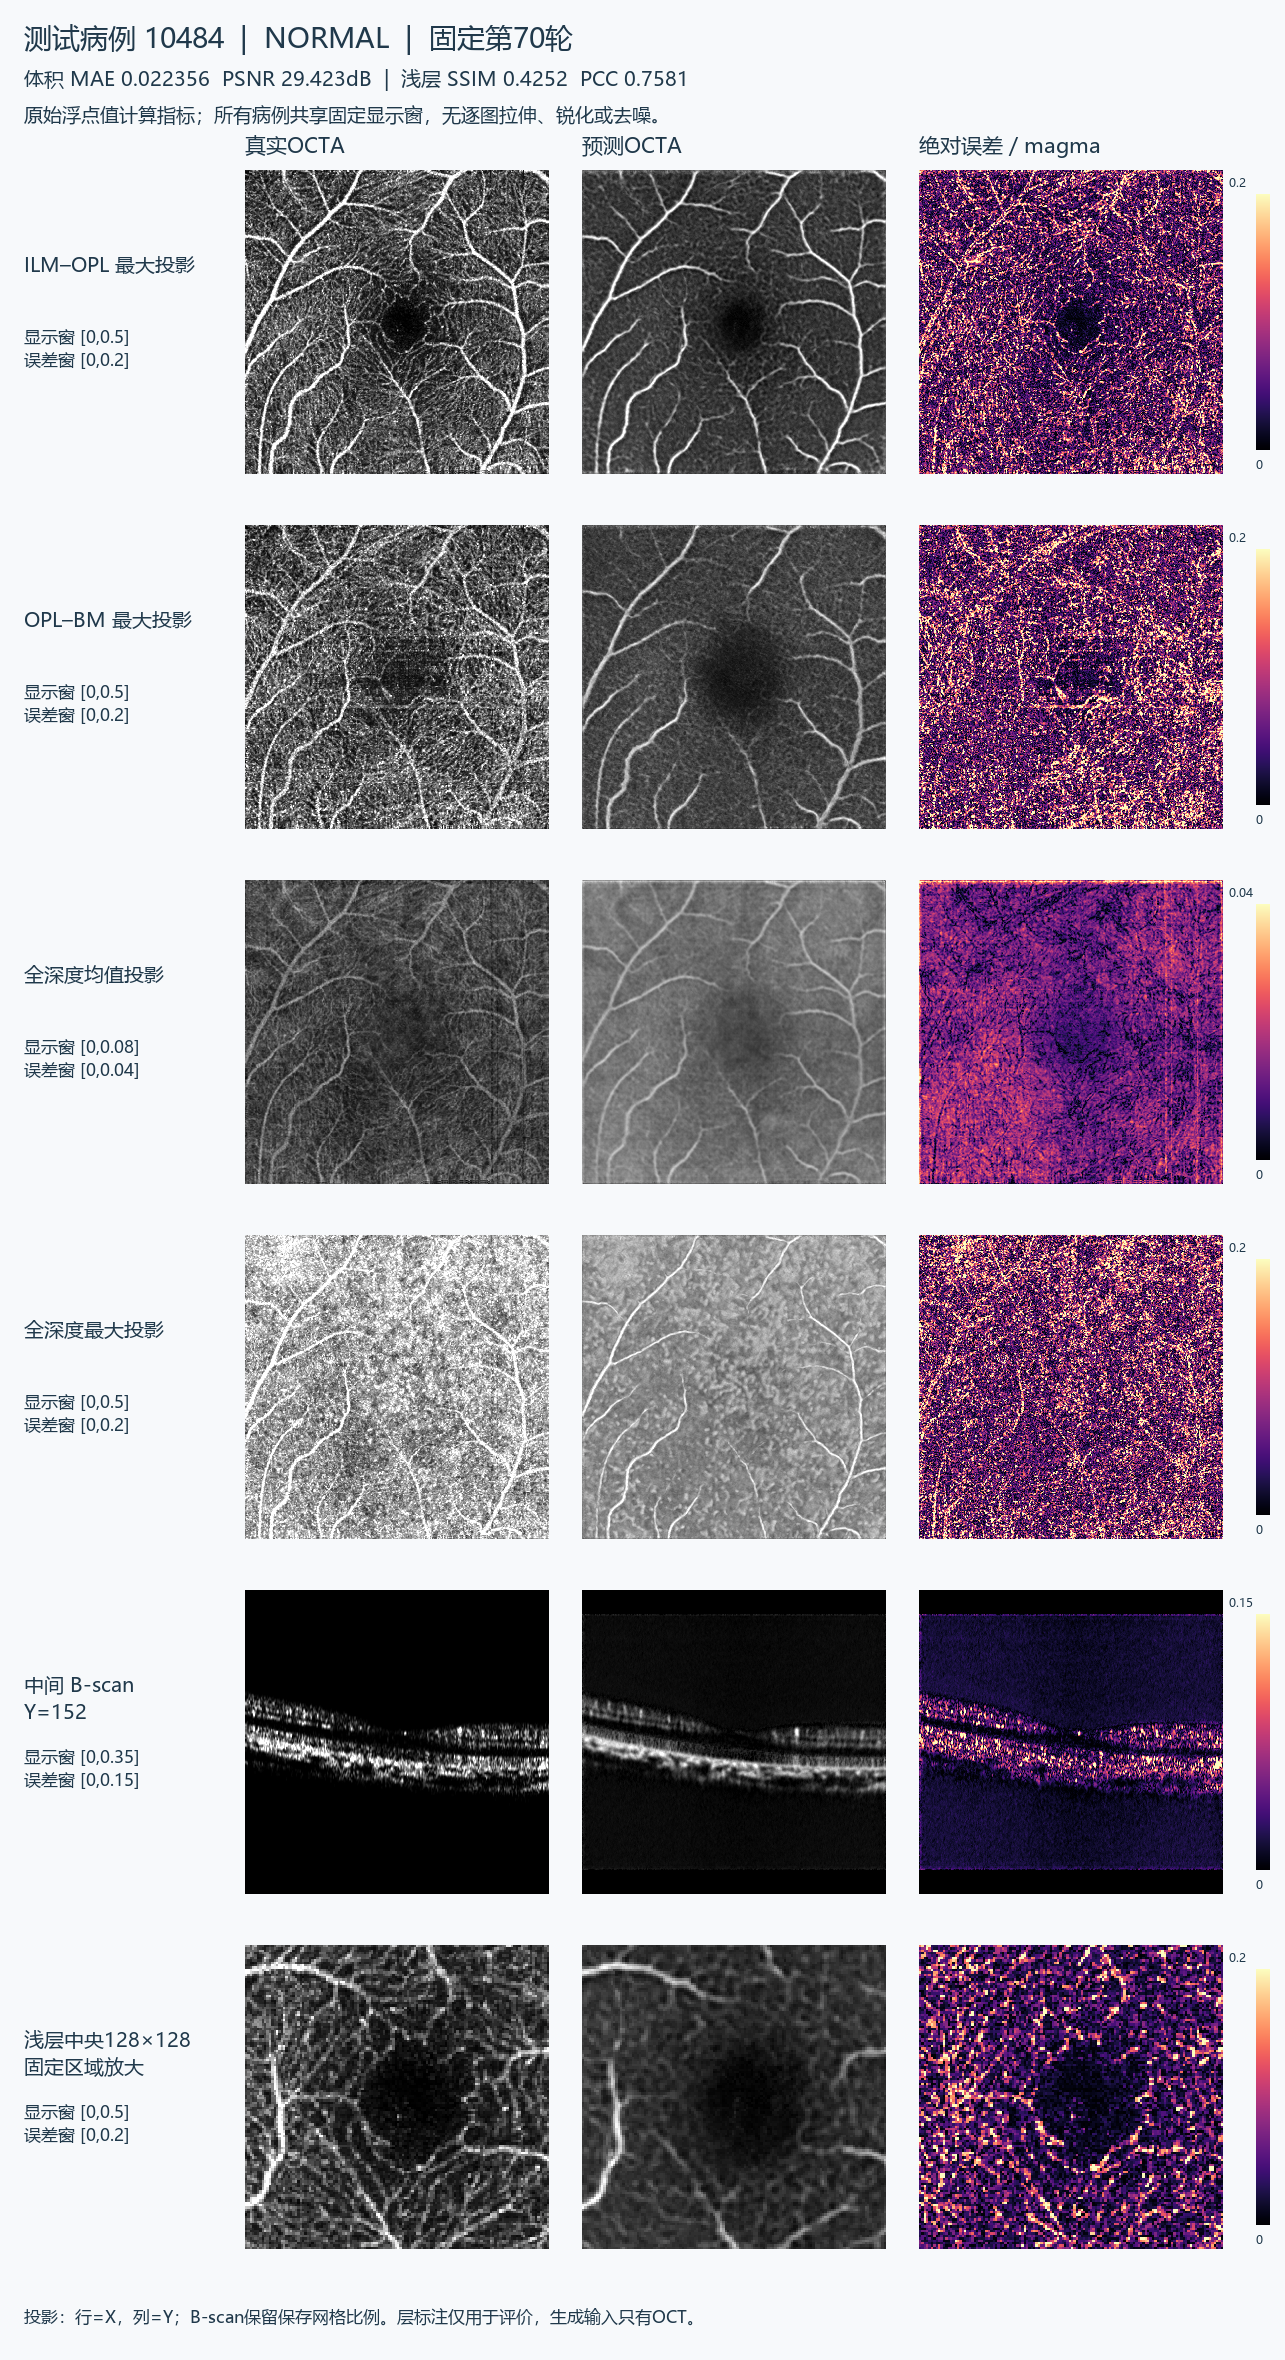 测试病例 10484 | NORMAL | 固定第70轮
体积 MAE 0.022356 PSNR 29.423dB | 浅层 SSIM 0.4252 PCC 0.7581
原始浮点值计算指标；所有病例共享固定显示窗，无逐图拉伸、锐化或去噪。
真实OCTA 预测OCTA 绝对误差 / magma
ILM–OPL 最大投影
显示窗 [0,0.5]
误差窗 [0,0.2]
0.2
0
OPL–BM 最大投影
显示窗 [0,0.5]
误差窗 [0,0.2]
0.2
0
全深度均值投影
显示窗 [0,0.08]
误差窗 [0,0.04]
0.04
0
全深度最大投影
显示窗 [0,0.5]
误差窗 [0,0.2]
0.2
0
中间 B-scan
Y=152
显示窗 [0,0.35]
误差窗 [0,0.15]
0.15
0
浅层中央128×128
固定区域放大
显示窗 [0,0.5]
误差窗 [0,0.2]
0.2
0
投影：行=X，列=Y；B-scan保留保存网格比例。层标注仅用于评价，生成输入只有OCT。